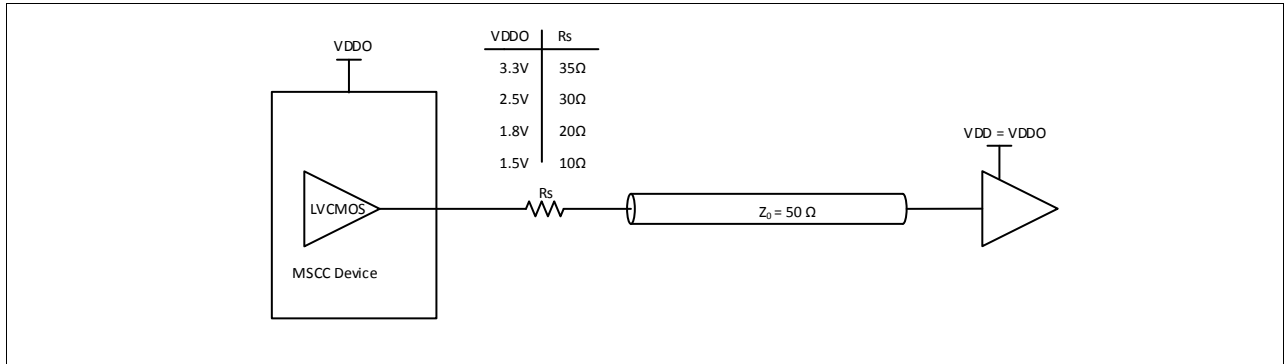 VDDO Rs
VDDO
3.3V 35Ω
2.5V 30Ω
1.8V 20Ω
VDD = VDDO
1.5V 10Ω
Rs
LVCMOS
Z₀ = 50 Ω
MSCC Device